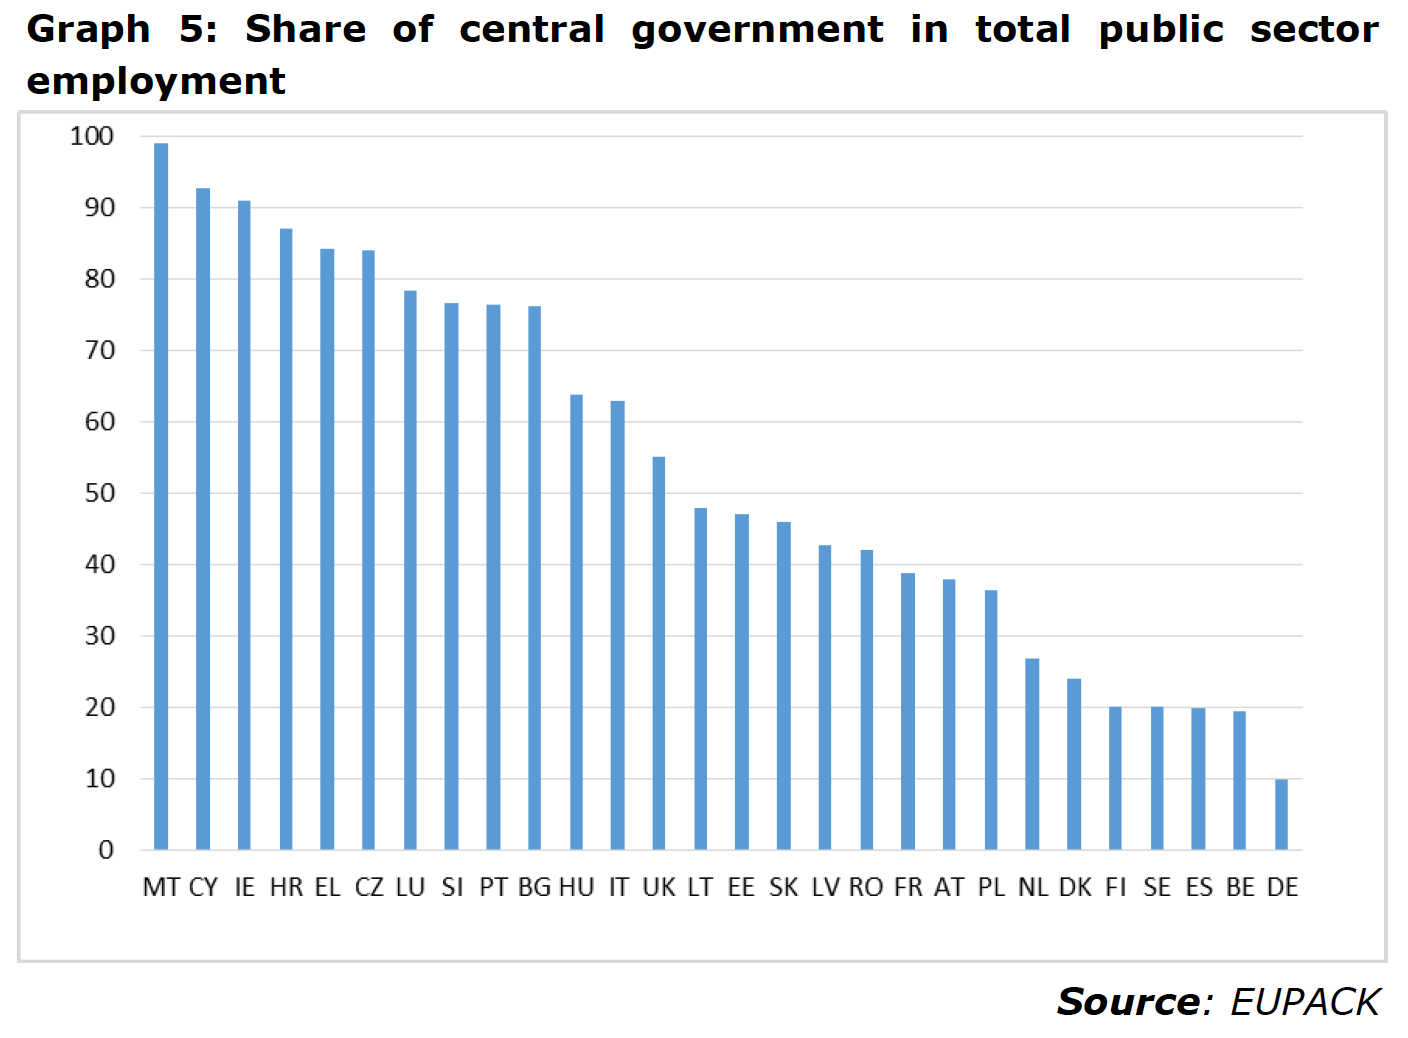 Graph 5: Share of central government in total public sector
employment
100
90
80
70
60
50
40
30
20
10
0
MT CY IE HR EL CZ LU SI PT BG HU IT UK LT EE SK LV RO FR AT PL NL DK FI SE ES BE DE
Source: EUPACK